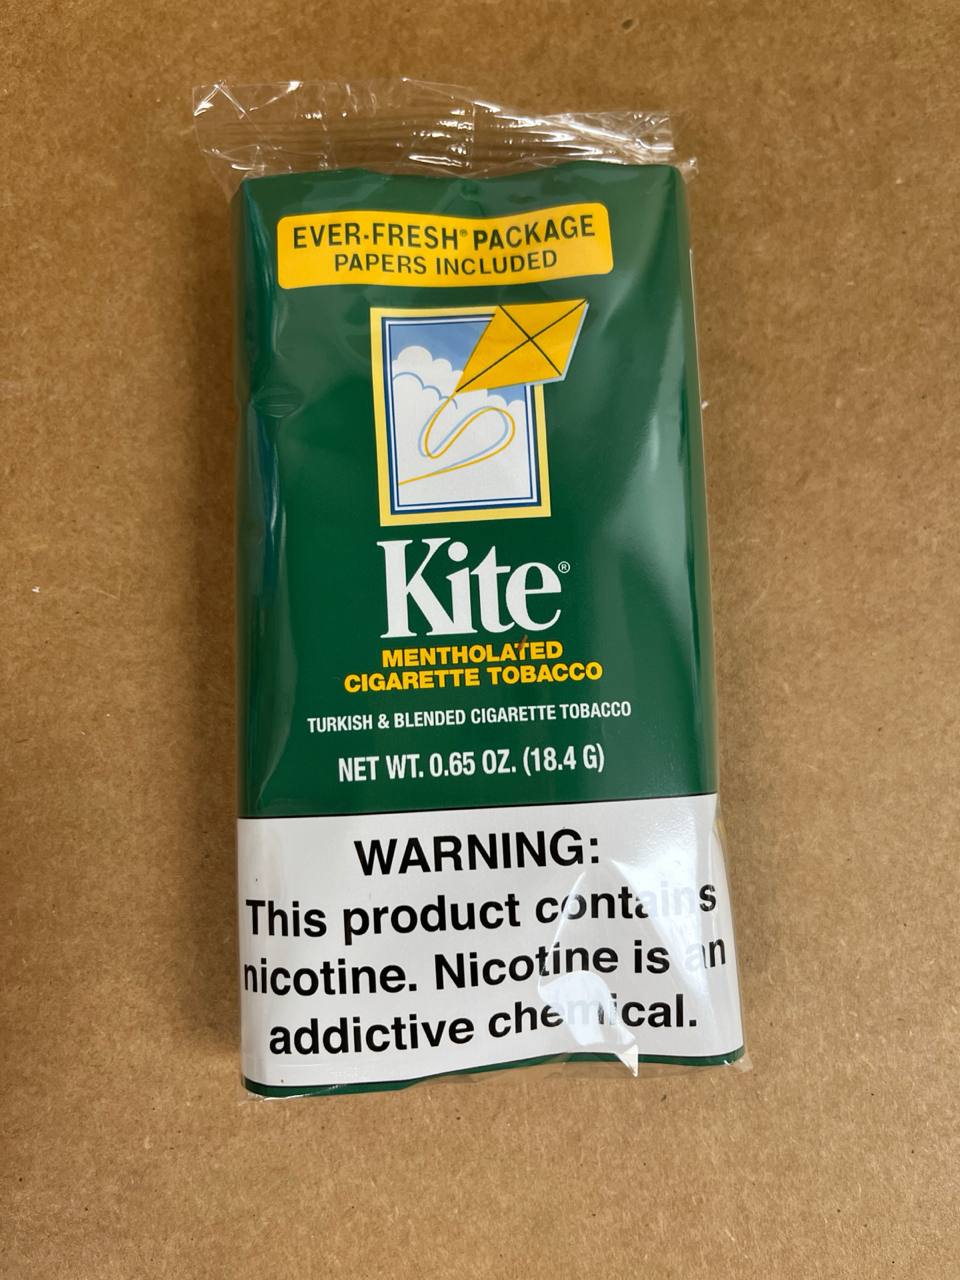 EVER-FRESH® PACKAGE
PAPERS INCLUDED
Kite®
MENTHOLATED
CIGARETTE TOBACCO
TURKISH & BLENDED CIGARETTE TOBACCO
NET WT. 0.65 OZ. (18.4 G)
WARNING:
This product contains
nicotine. Nicotine is an
addictive chemical.